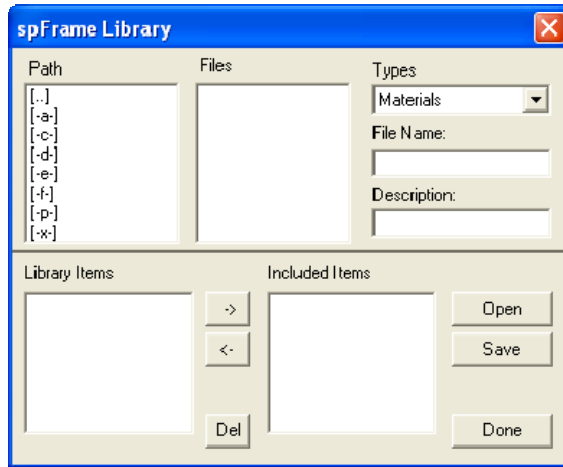 spFrame Library
Path
[..]
[-a-]
[-c-]
[-d-]
[-e-]
[-f-]
[-p-]
[-x-]
Files
Types
Materials
File Name:
Description:
Library Items
->
<-
Del
Included Items
Open
Save
Done